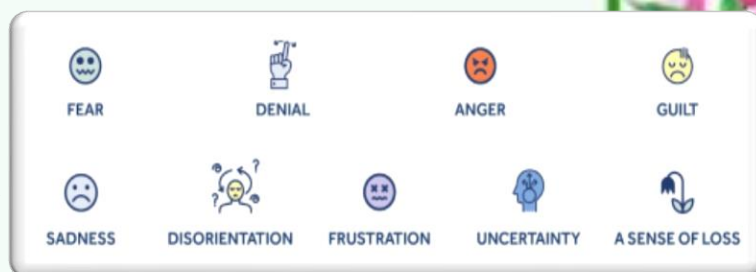 FEAR DENIAL ANGER GUILT
SADNESS DISORIENTATION FRUSTRATION UNCERTAINTY A SENSE OF LOSS